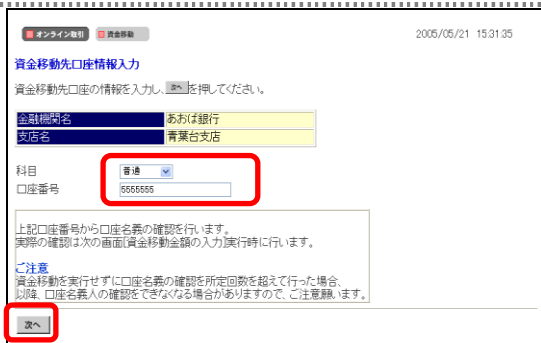 オンライン取引 資金移動 2005/05/21 15:31:35
資金移動先口座情報入力
資金移動先口座の情報を入力し、次へを押してください。
金融機関名 あおば銀行
支店名 青葉台支店
科目 普通
口座番号 5555555
上記口座番号から口座名義の確認を行います。
実際の確認は次の画面[資金移動金額の入力]実行時に行います。
ご注意
資金移動を実行せずに口座名義の確認を所定回数を超えて行った場合、
以降、口座名義人の確認をできなくなる場合がありますので、ご注意願います。
次へ